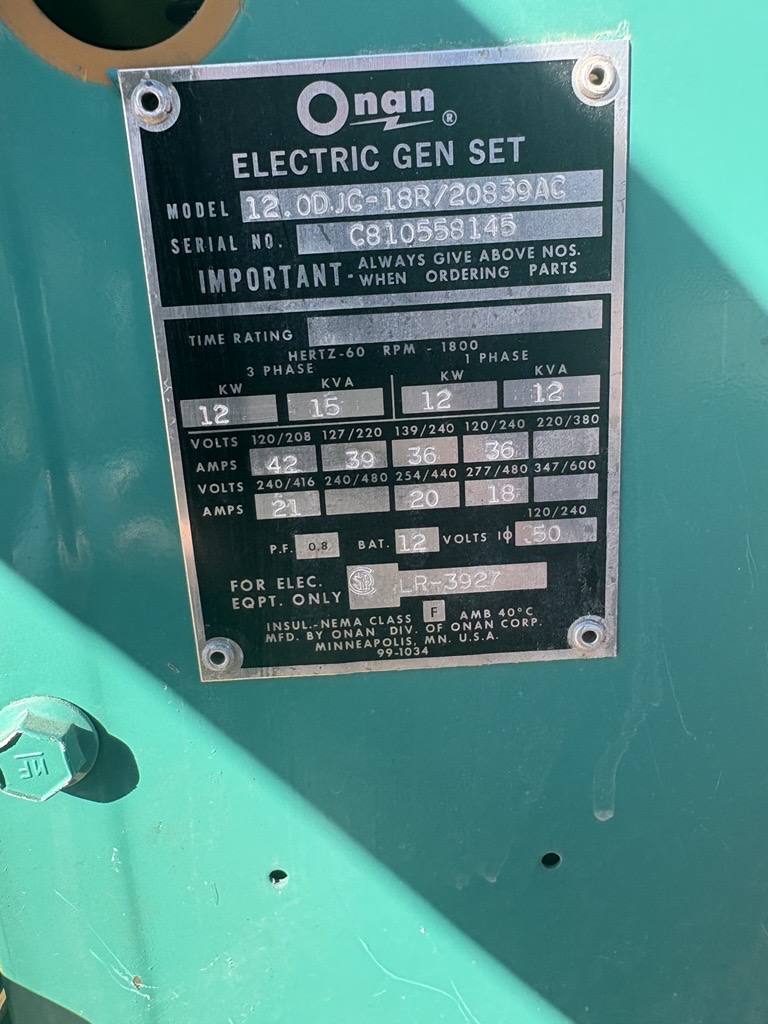 Onan ®
ELECTRIC GEN SET
MODEL 12.0DJC-18R/20839AC
SERIAL NO. C810558145
IMPORTANT- ALWAYS GIVE ABOVE NOS.
WHEN ORDERING PARTS
TIME RATING
HERTZ-60 RPM - 1800
3 PHASE 1 PHASE
KW KVA KW KVA
12 15 12 12
VOLTS 120/208 127/220 139/240 120/240 220/380
AMPS 42 39 36 36
VOLTS 240/416 240/480 254/440 277/480 347/600
AMPS 21 20 18
120/240
P.F. 0.8 BAT. 12 VOLTS 1ϕ 50
FOR ELEC. EQPT. ONLY SA LR-3927
INSUL.-NEMA CLASS F AMB 40°C
MFD. BY ONAN DIV. OF ONAN CORP.
MINNEAPOLIS, MN. U.S.A.
99-1034
NF